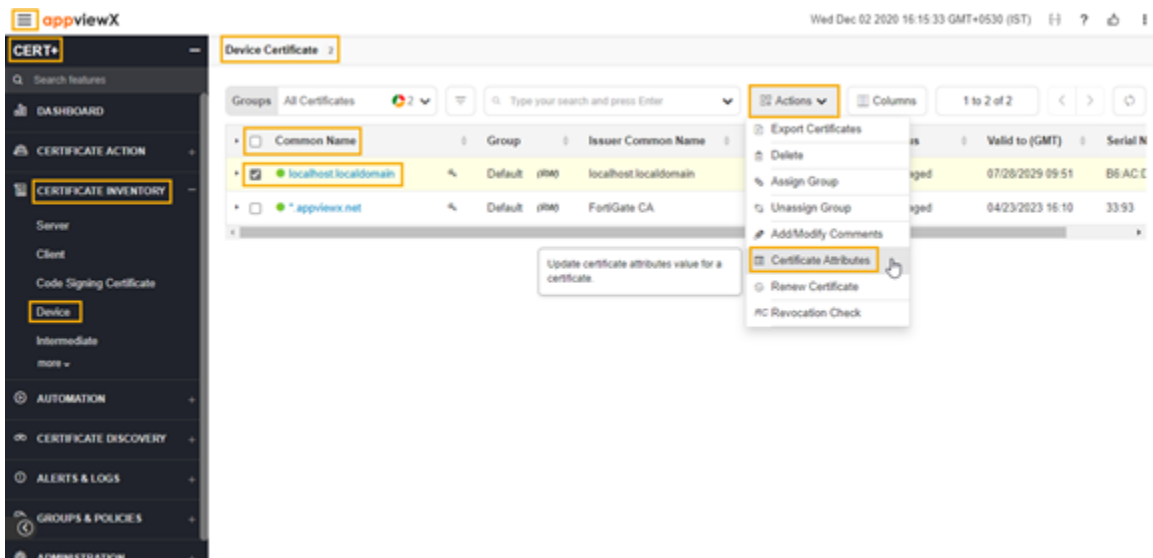 appviewX
Wed Dec 02 2020 16:15:33 GMT+0530 (IST)
?
CERT+
Device Certificate 2
Search features
Groups All Certificates 2
Type your search and press Enter
Actions
Columns
1 to 2 of 2
DASHBOARD
Export Certificates
Common Name Group Issuer Common Name
Valid to (GMT) Serial N
CERTIFICATE ACTION +
Delete
localhost.localdomain Default localhost.localdomain
aged 07/28/2029 09:51 B6:AC:D
Assign Group
CERTIFICATE INVENTORY -
*.appviewx.net Default FortiGate CA
Unassign Group
aged 04/23/2023 16:10 33:93
Server
Add/Modify Comments
Client
Update certificate attributes value for a
certificate.
Certificate Attributes
Code Signing Certificate
Renew Certificate
Device
Revocation Check
Intermediate
more
AUTOMATION +
CERTIFICATE DISCOVERY +
ALERTS & LOGS +
GROUPS & POLICIES +
ADMINISTRATION